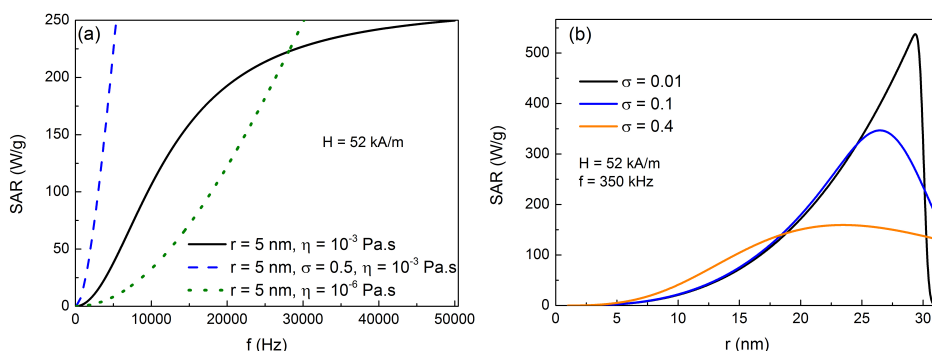 (a)
250
200
150
100
50
0
SAR (W/g)
H = 52 kA/m
r = 5 nm, η = 10⁻³ Pa.s
r = 5 nm, σ = 0.5, η = 10⁻³ Pa.s
r = 5 nm, η = 10⁻⁶ Pa.s
0 10000 20000 30000 40000 50000
f (Hz)
(b)
500
400
300
200
100
0
SAR (W/g)
σ = 0.01
σ = 0.1
σ = 0.4
H = 52 kA/m
f = 350 kHz
0 5 10 15 20 25 30
r (nm)